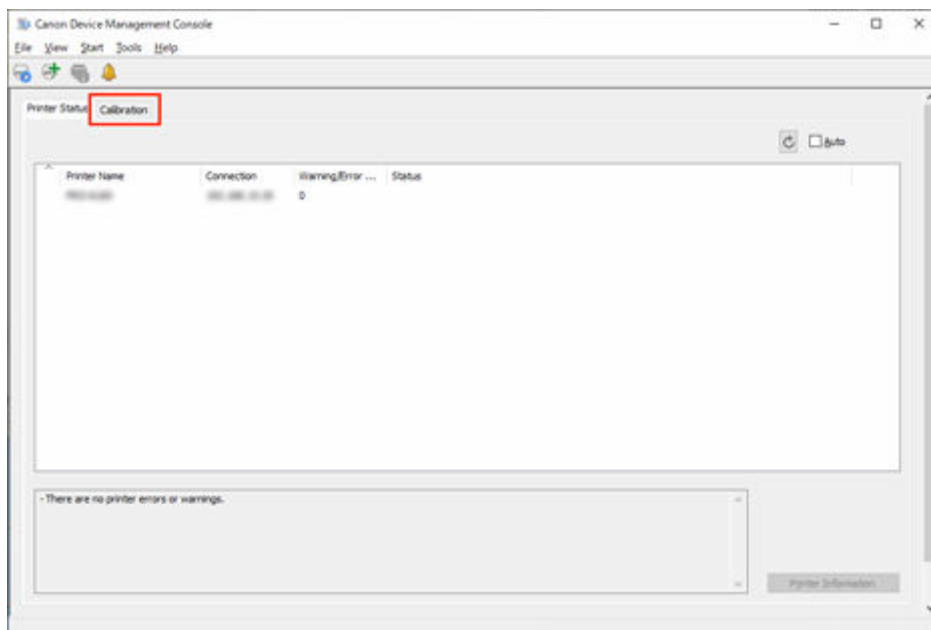 Canon Device Management Console
File View Start Tools Help
Printer Status Calibration
Auto
Printer Name Connection Warning/Error ... Status
0
- There are no printer errors or warnings.
Printer Information